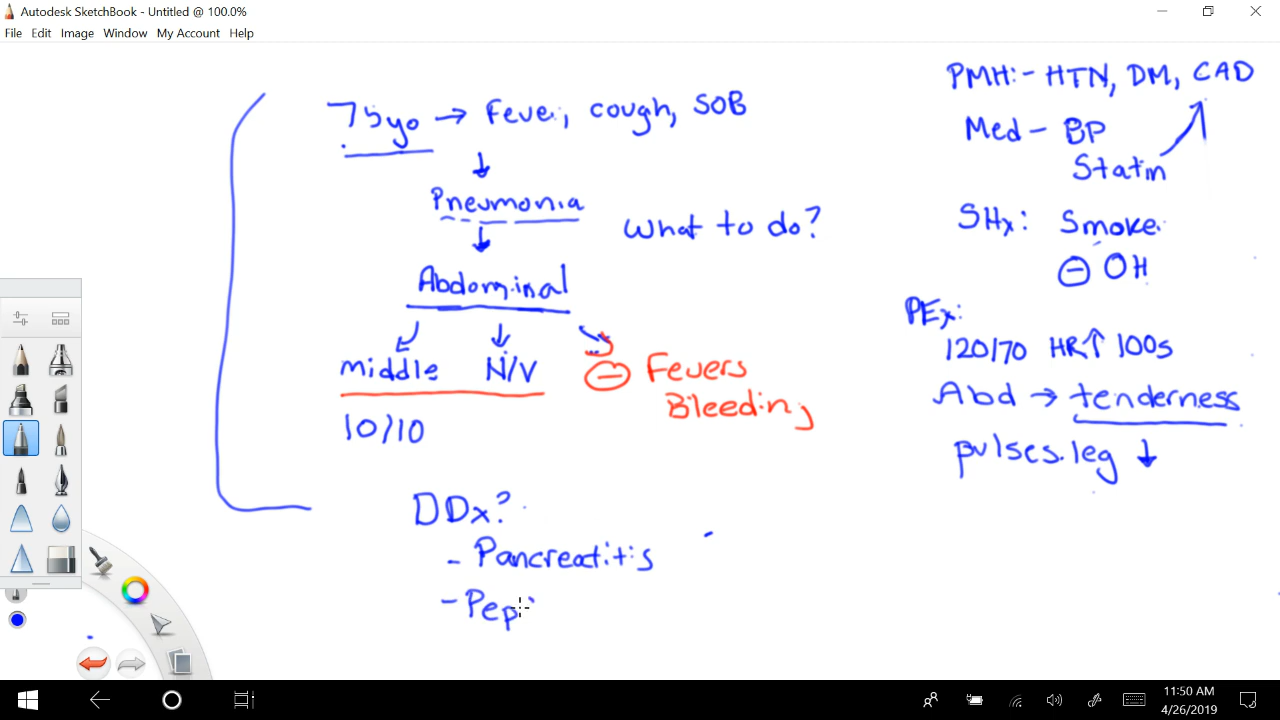 Autodesk SketchBook - Untitled @ 100.0%
File Edit Image Window My Account Help
75yo → Fever, cough, SOB
↓
Pneumonia
↓
What to do?
Abdominal
middle N/V ⊖ Fevers
Bleeding
10/10
DDx?
- Pancreatitis
- Pepi
PMH: - HTN, DM, CAD
Med - BP
Statin
SHx: Smoke
⊖ OH
PEx:
120/70 HR↑ 100s
Abd → tenderness
pulses leg ↓
11:50 AM
4/26/2019